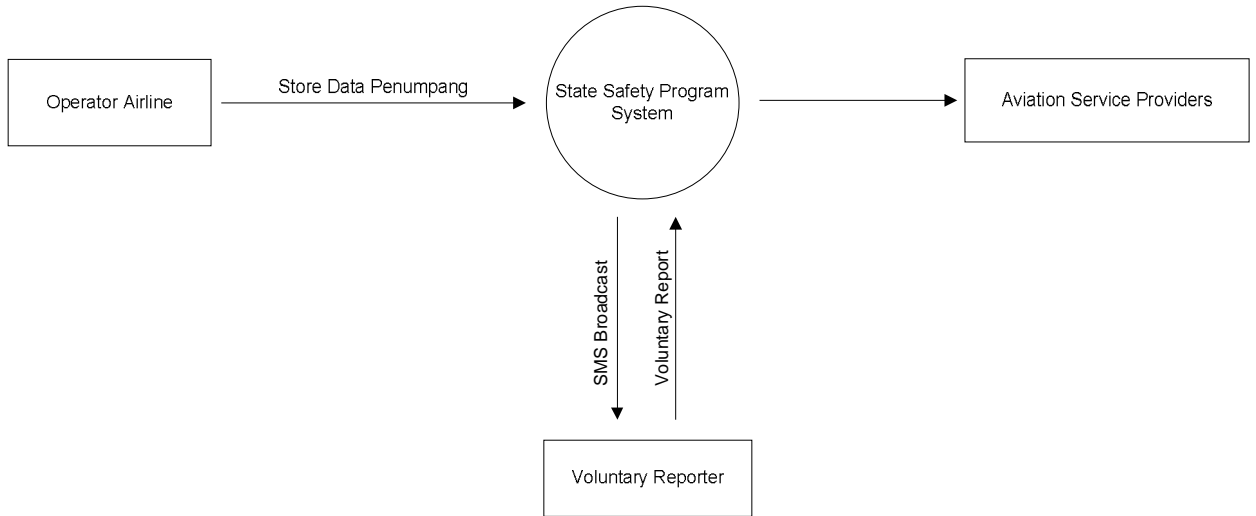 Operator Airline
Store Data Penumpang
State Safety Program
System
Aviation Service Providers
SMS Broadcast
Voluntary Report
Voluntary Reporter